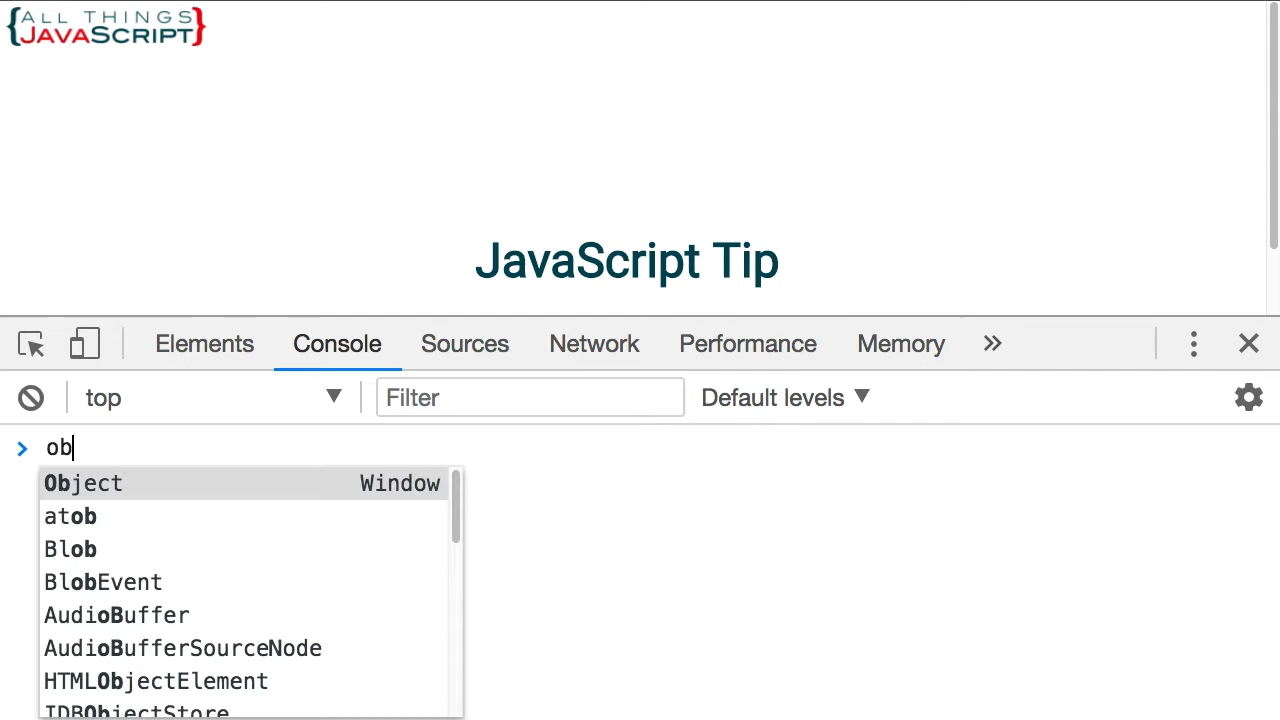 {ALL THINGS
JAVASCRIPT}
JavaScript Tip
Elements Console Sources Network Performance Memory »
top ▼ Filter Default levels ▼
> ob
Object Window
atob
Blob
BlobEvent
AudioBuffer
AudioBufferSourceNode
HTMLObjectElement
IDBObjectStore